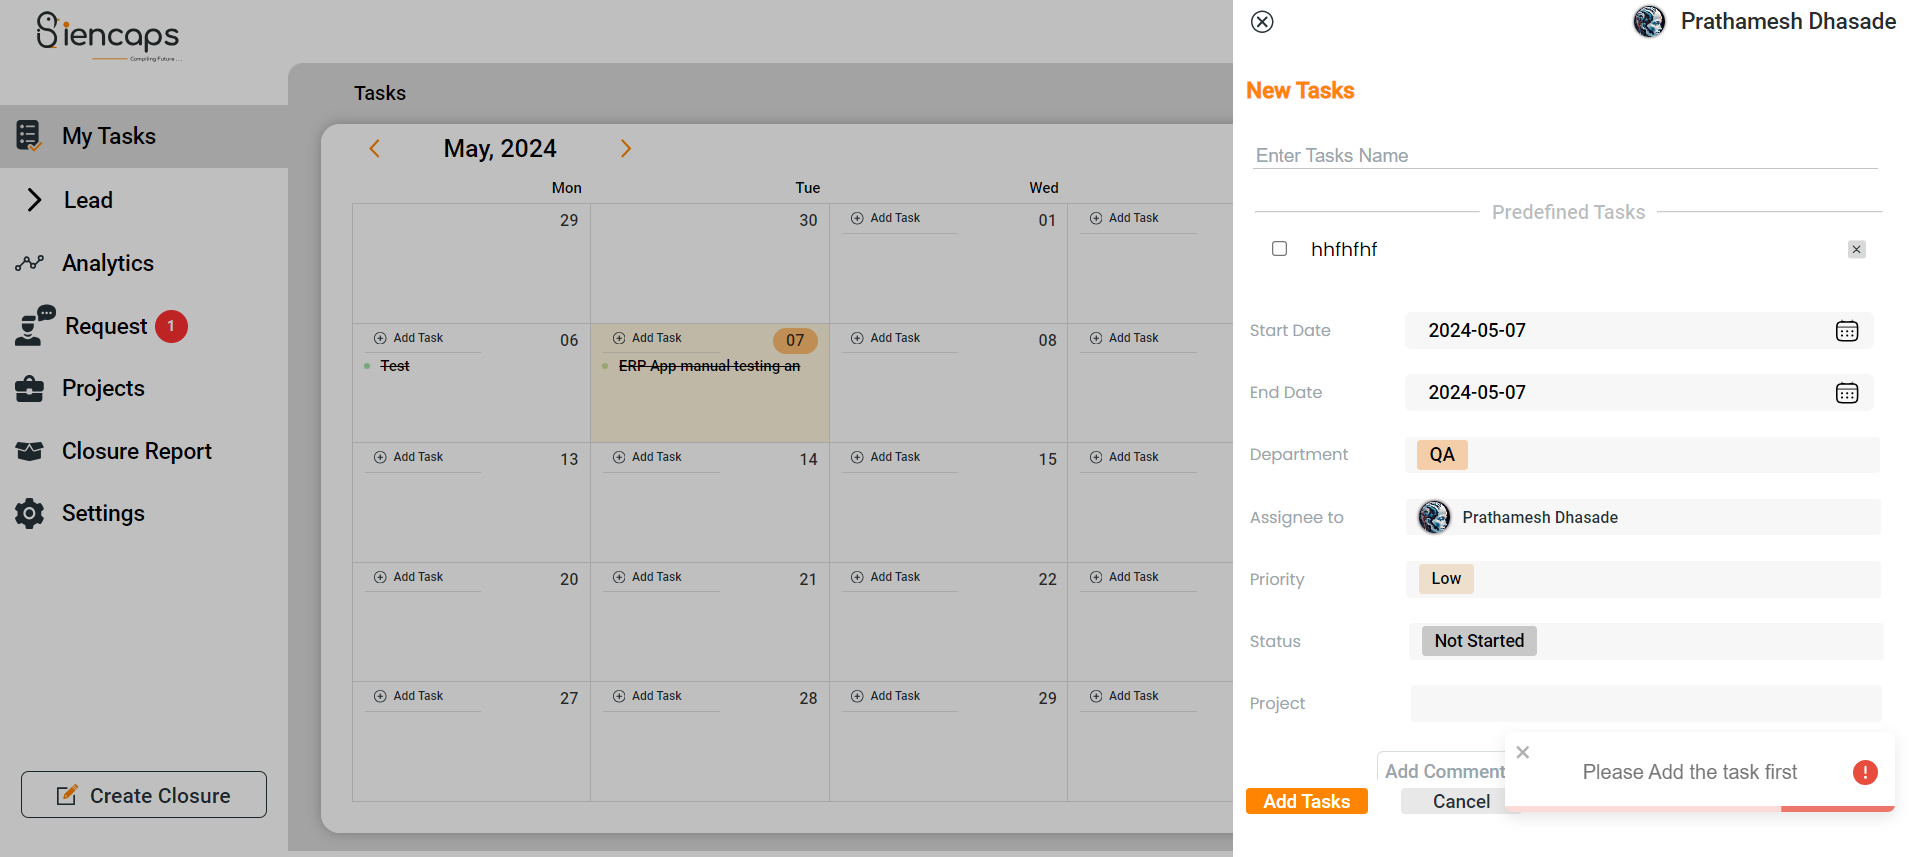 Siencaps
Compiling Future ...
My Tasks
Lead
Analytics
Request 1
Projects
Closure Report
Settings
Create Closure
Tasks
May, 2024
Mon Tue Wed
29 30 Add Task 01 Add Task
Add Task 06 Add Task 07 Add Task 08 Add Task
Test ERP App manual testing an
Add Task 13 Add Task 14 Add Task 15 Add Task
Add Task 20 Add Task 21 Add Task 22 Add Task
Add Task 27 Add Task 28 Add Task 29 Add Task
Prathamesh Dhasade
New Tasks
Enter Tasks Name
Predefined Tasks
hhfhfhf
Start Date 2024-05-07
End Date 2024-05-07
Department QA
Assignee to Prathamesh Dhasade
Priority Low
Status Not Started
Project
Add Comment
Please Add the task first
Add Tasks Cancel